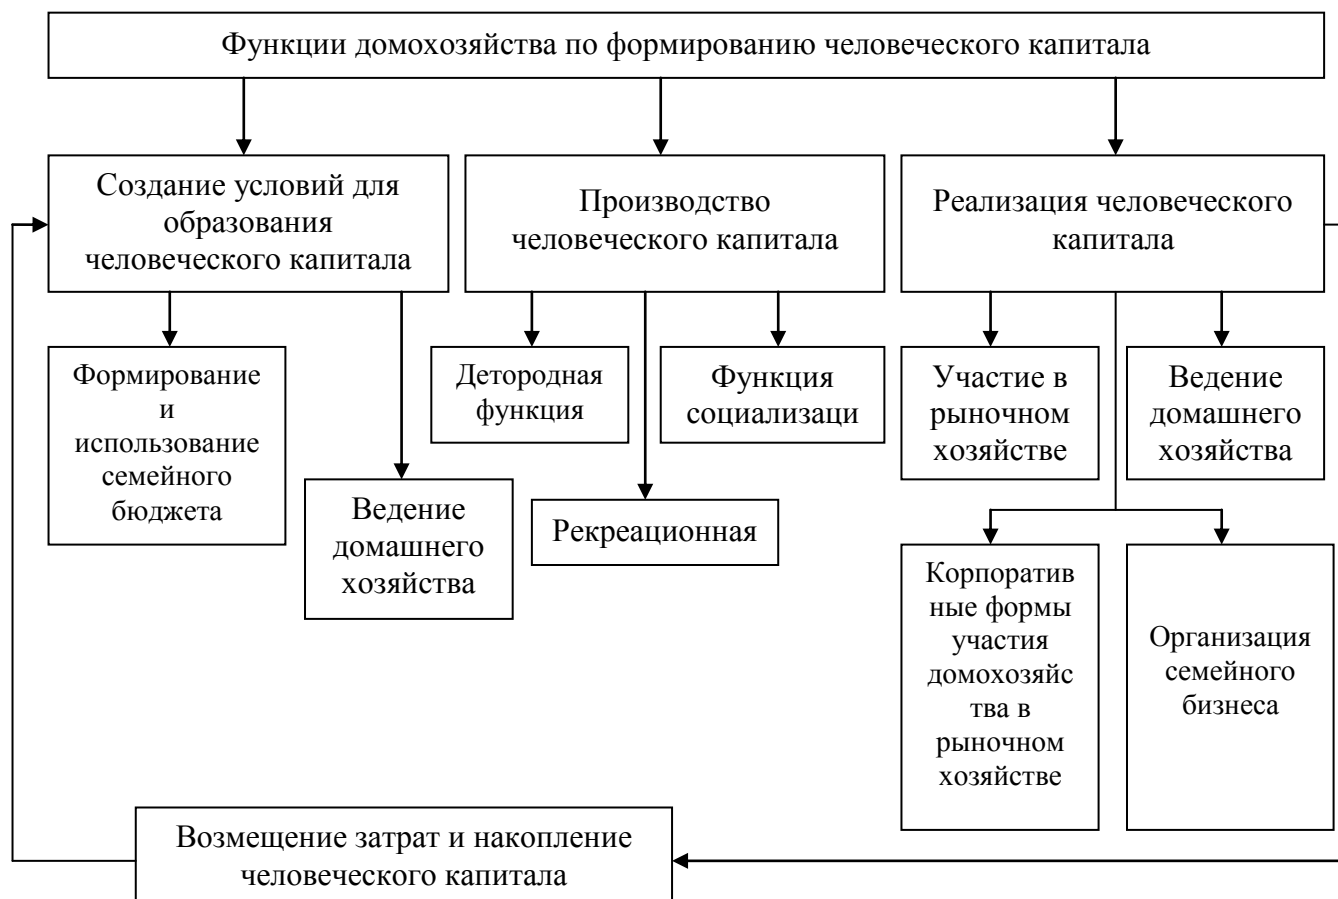 Функции домохозяйства по формированию человеческого капитала
Создание условий для
образования
человеческого капитала
Производство
человеческого капитала
Реализация человеческого
капитала
Формирование
и
использование
семейного
бюджета
Ведение
домашнего
хозяйства
Детородная
функция
Рекреационная
Функция
социализаци
Участие в
рыночном
хозяйстве
Ведение
домашнего
хозяйства
Корпоратив
ные формы
участия
домохозяйс
тва в
рыночном
хозяйстве
Организация
семейного
бизнеса
Возмещение затрат и накопление
человеческого капитала